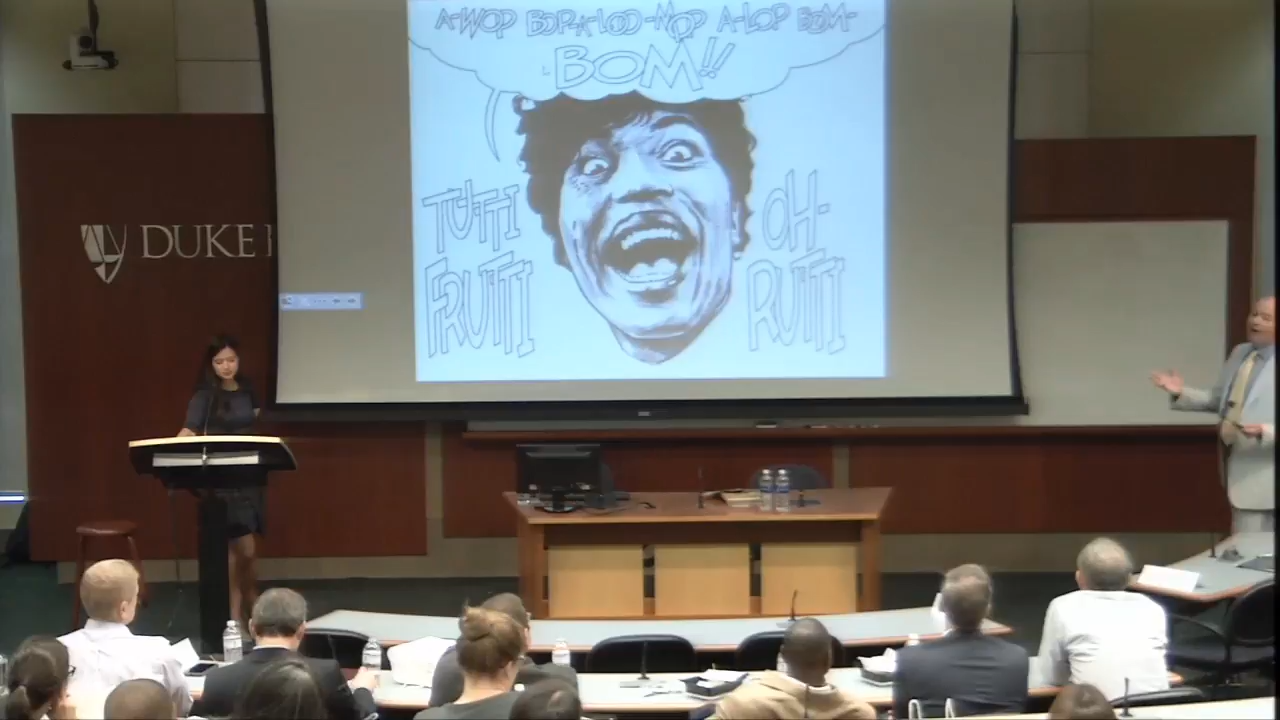 A-WOP BOP-A-LOO-MOP A-LOP BOM-
BOM!!
TUTTI
FRUTTI
OH-
RUTTI
DUKE